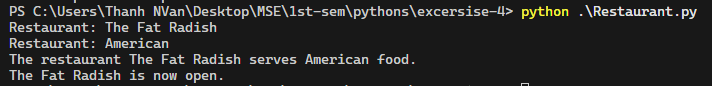 PS C:\Users\Thanh NVan\Desktop\MSE\1st-sem\pythons\excersise-4> python .\Restaurant.py
Restaurant: The Fat Radish
Restaurant: American
The restaurant The Fat Radish serves American food.
The Fat Radish is now open.